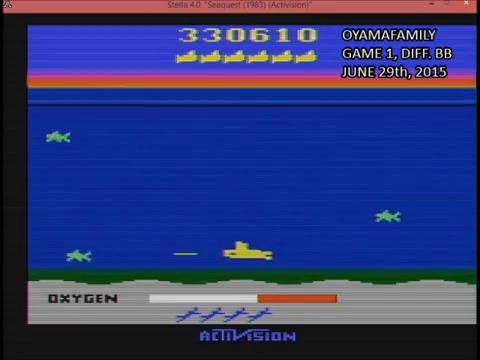 Stella 4.0: "Seaquest (1983) (Activision)"
330610
OYAMAFAMILY
GAME 1, DIFF. BB
JUNE 29th, 2015
OXYGEN
ACTIVISION